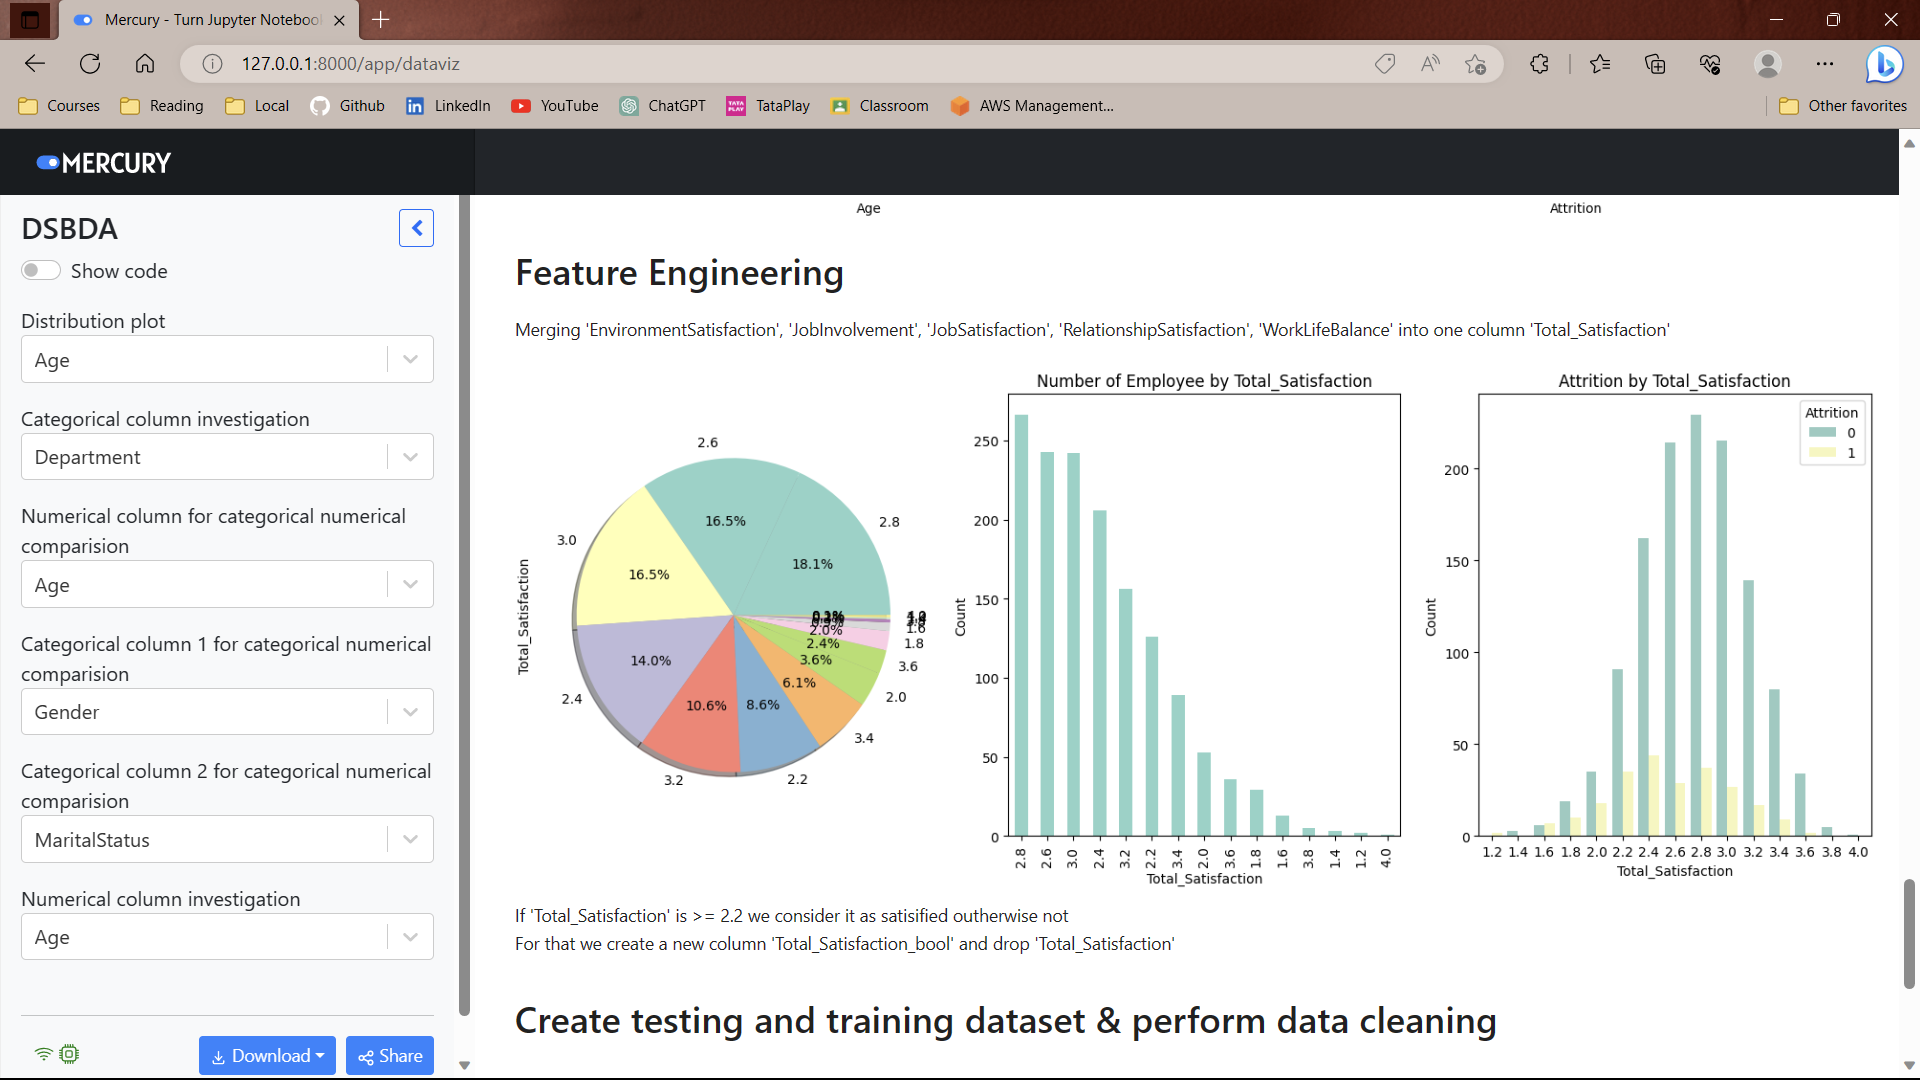 Mercury - Turn Jupyter Noteboo
127.0.0.1:8000/app/dataviz
Courses
Reading
Local
Github
LinkedIn
YouTube
ChatGPT
TataPlay
Classroom
AWS Management...
Other favorites
MERCURY
DSBDA
Show code
Distribution plot
Age
Categorical column investigation
Department
Numerical column for categorical numerical
comparision
Age
Categorical column 1 for categorical numerical
comparision
Gender
Categorical column 2 for categorical numerical
comparision
MaritalStatus
Numerical column investigation
Age
Download
Share
Age
Attrition
Feature Engineering
Merging 'EnvironmentSatisfaction', 'JobInvolvement', 'JobSatisfaction', 'RelationshipSatisfaction', 'WorkLifeBalance' into one column 'Total_Satisfaction'
Total_Satisfaction
2.6
2.8
3.0
16.5%
18.1%
16.5%
14.0%
2.0%
2.4%
3.6%
6.1%
10.6%
8.6%
1.6
1.8
3.6
2.0
2.4
3.4
3.2
2.2
Number of Employee by Total_Satisfaction
Count
250
200
150
100
50
0
2.8 2.6 3.0 2.4 3.2 2.2 3.4 2.0 3.6 1.8 1.6 3.8 1.4 1.2 4.0
Total_Satisfaction
Attrition by Total_Satisfaction
Attrition
0
1
Count
200
150
100
50
0
1.2 1.4 1.6 1.8 2.0 2.2 2.4 2.6 2.8 3.0 3.2 3.4 3.6 3.8 4.0
Total_Satisfaction
If 'Total_Satisfaction' is >= 2.2 we consider it as satisified outherwise not
For that we create a new column 'Total_Satisfaction_bool' and drop 'Total_Satisfaction'
Create testing and training dataset & perform data cleaning